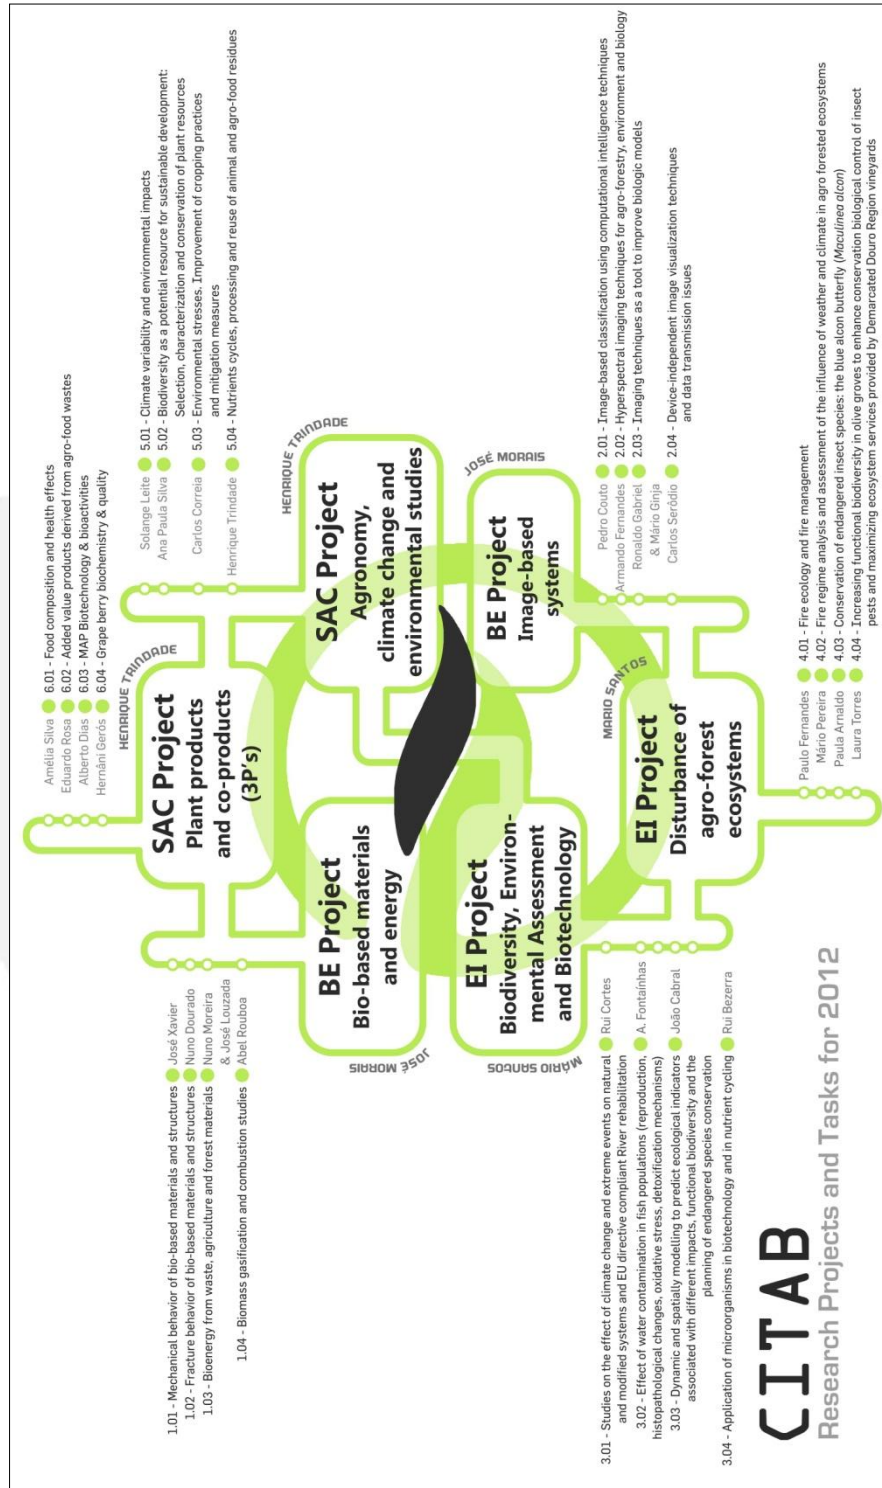 Amélia Silva 6.01 - Food composition and health effects
Eduardo Rosa 6.02 - Added value products derived from agro-food wastes
Alberto Dias 6.03 - MAP Biotechnology & bioactivities
Hernâni Gerós 6.04 - Grape berry biochemistry & quality
HENRIQUE TRINDADE
SAC Project
Plant products
and co-products
(3P's)
Solange Leite 5.01 - Climate variability and environmental impacts
Ana Paula Silva 5.02 - Biodiversity as a potential resource for sustainable development:
Selection, characterization and conservation of plant resources
Carlos Correia 5.03 - Environmental stresses. Improvement of cropping practices
and mitigation measures
Henrique Trindade 5.04 - Nutrients cycles, processing and reuse of animal and agro-food residues
HENRIQUE TRINDADE
SAC Project
Agronomy,
climate change and
environmental studies
1.01 - Mechanical behavior of bio-based materials and structures José Xavier
1.02 - Fracture behavior of bio-based materials and structures Nuno Dourado
1.03 - Bioenergy from waste, agriculture and forest materials Nuno Moreira
& José Louzada
1.04 - Biomass gasification and combustion studies Abel Rouboa
JOSÉ MORAIS
BE Project
Bio-based materials
and energy
JOSÉ MORAIS
BE Project
Image-based
systems
Pedro Couto 2.01 - Image-based classification using computational intelligence techniques
Armando Fernandes 2.02 - Hyperspectral imaging techniques for agro-forestry, environment and biology
Ronaldo Gabriel 2.03 - Imaging techniques as a tool to improve biologic models
& Mário Ginja
Carlos Serôdio 2.04 - Device-independent image visualization techniques
and data transmission issues
MÁRIO SANTOS
EI Project
Biodiversity, Environ-
mental Assessment
and Biotechnology
3.01 - Studies on the effect of climate change and extreme events on natural Rui Cortes
and modified systems and EU directive compliant River rehabilitation
3.02 - Effect of water contamination in fish populations (reproduction, A. Fontaínhas
histopathological changes, oxidative stress, detoxification mechanisms)
3.03 - Dynamic and spatially modelling to predict ecological indicators João Cabral
associated with different impacts, functional biodiversity and the
planning of endangered species conservation
3.04 - Application of microorganisms in biotechnology and in nutrient cycling Rui Bezerra
MARIO SANTOS
EI Project
Disturbance of
agro-forest
ecosystems
Paulo Fernandes 4.01 - Fire ecology and fire management
Mário Pereira 4.02 - Fire regime analysis and assessment of the influence of weather and climate in agro forested ecosystems
Paula Arnaldo 4.03 - Conservation of endangered insect species: the blue alcon butterfly (Maculinea alcon)
Laura Torres 4.04 - Increasing functional biodiversity in olive groves to enhance conservation biological control of insect
pests and maximizing ecosystem services provided by Demarcated Douro Region vineyards
CITAB
Research Projects and Tasks for 2012